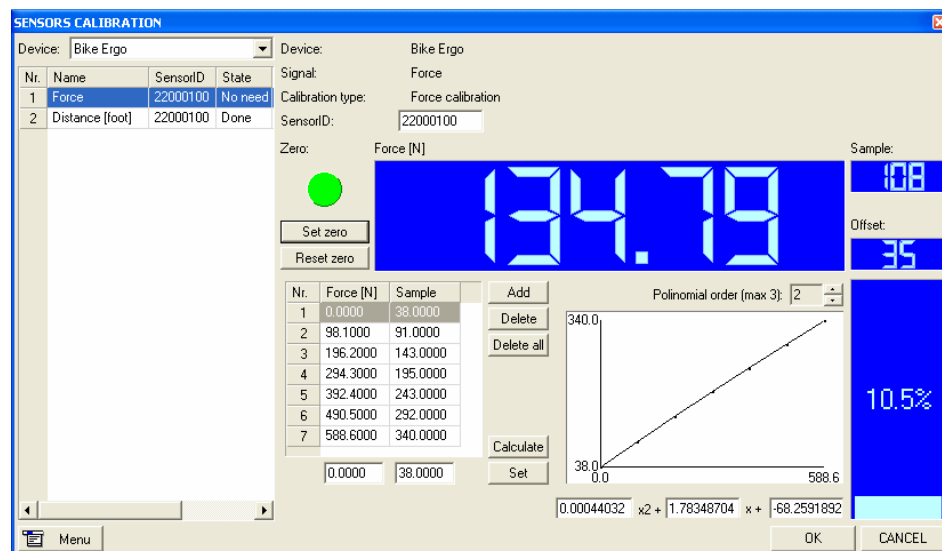 SENSORS CALIBRATION
Device: Bike Ergo
Nr. Name SensorID State
1 Force 22000100 No need
2 Distance [foot] 22000100 Done
Device: Bike Ergo
Signal: Force
Calibration type: Force calibration
SensorID: 22000100
Zero: Force [N] Sample:
134.79 108
Offset:
35
Set zero
Reset zero
Nr. Force [N] Sample
1 0.0000 38.0000
2 98.1000 91.0000
3 196.2000 143.0000
4 294.3000 195.0000
5 392.4000 243.0000
6 490.5000 292.0000
7 588.6000 340.0000
0.0000 38.0000
Add
Delete
Delete all
Calculate
Set
Polinomial order (max 3): 2
340.0
38.0
0.0 588.6
0.00044032 x2 + 1.78348704 x + -68.2591892
10.5%
Menu
OK CANCEL